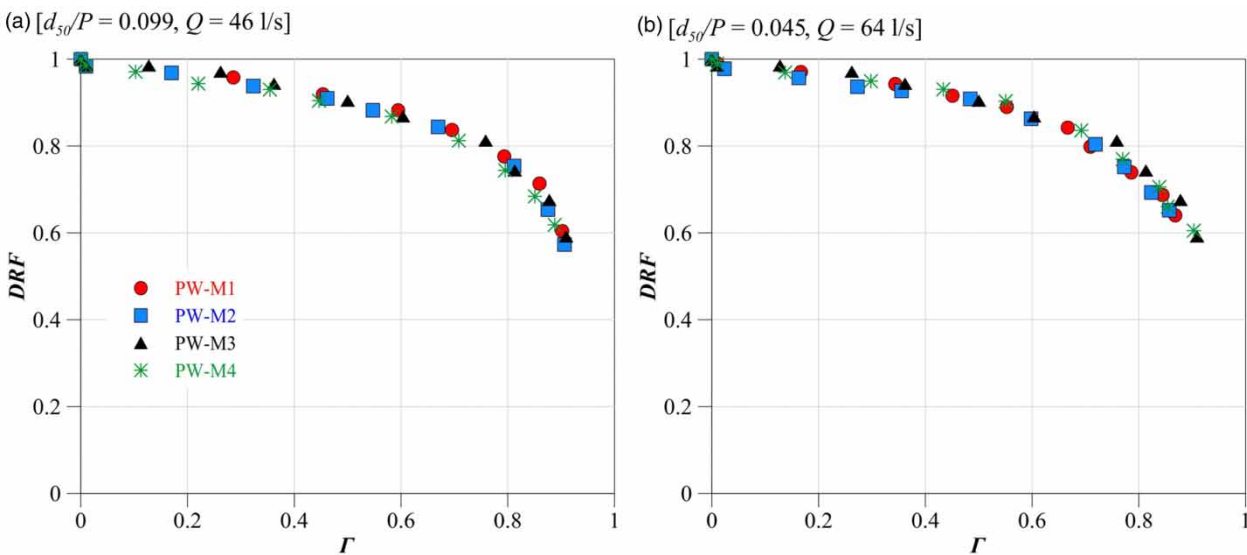 (a) [d50/P = 0.099, Q = 46 l/s]
1
0.8
0.6
0.4
0.2
0
DRF
PW-M1
PW-M2
PW-M3
PW-M4
0 0.2 0.4 0.6 0.8 1
Γ
(b) [d50/P = 0.045, Q = 64 l/s]
1
0.8
0.6
0.4
0.2
0
DRF
0 0.2 0.4 0.6 0.8 1
Γ